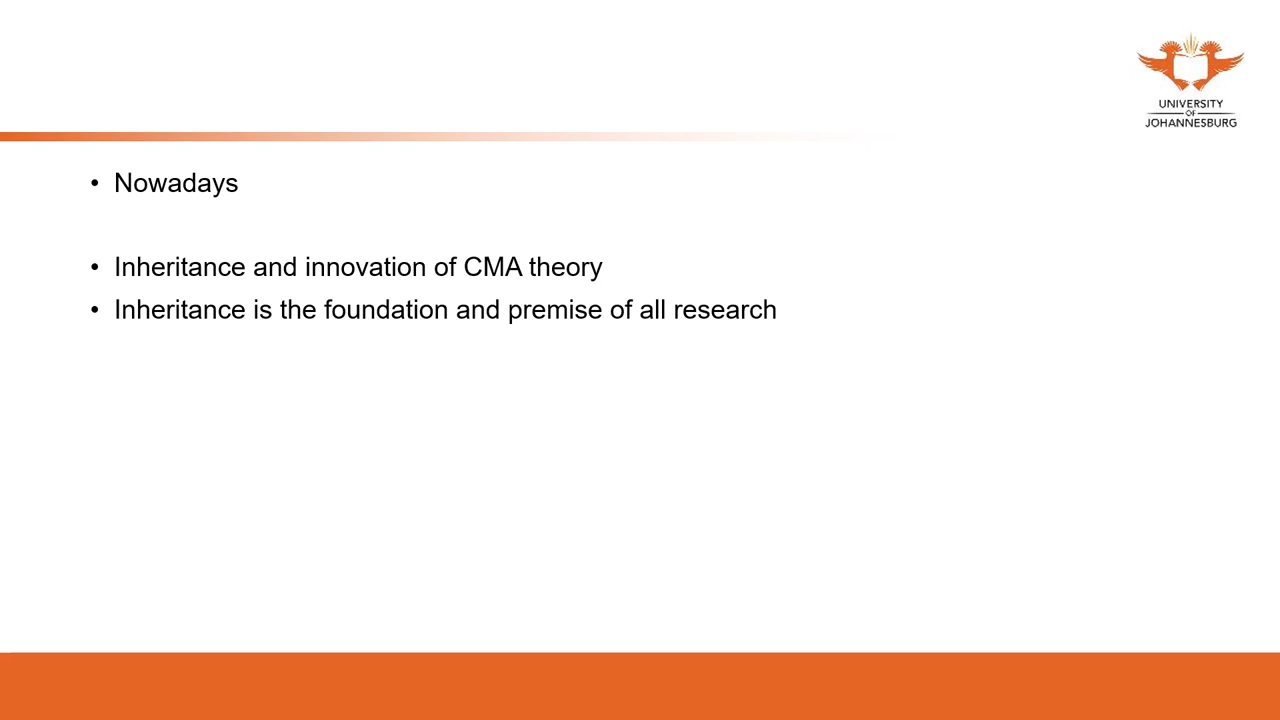 UNIVERSITY
OF
JOHANNESBURG
• Nowadays
• Inheritance and innovation of CMA theory
• Inheritance is the foundation and premise of all research